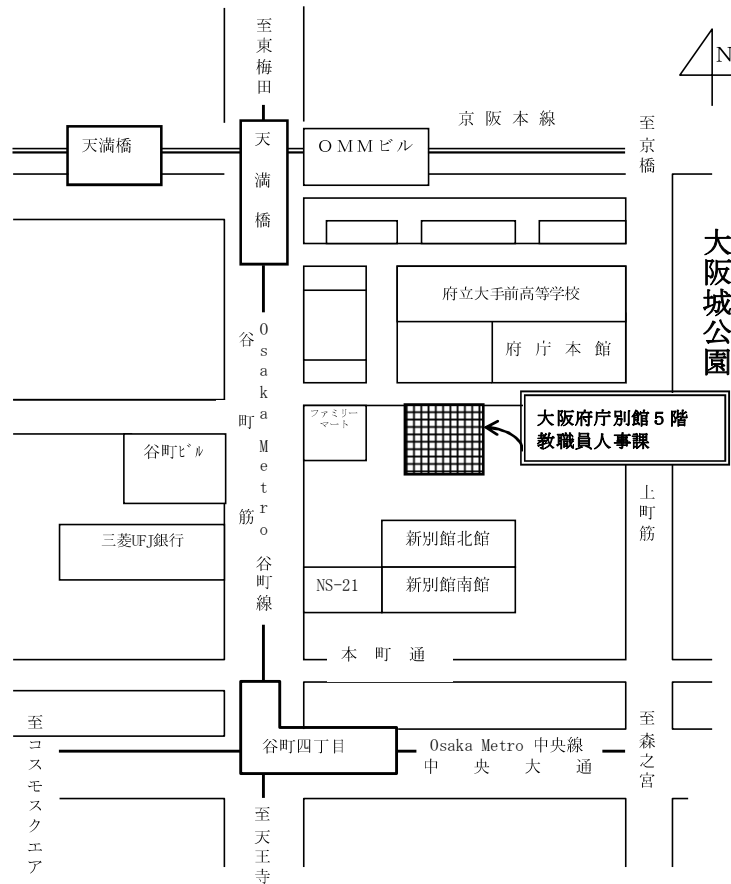 至東梅田
N
京阪本線
至京橋
天満橋
天満橋
OMMビル
大阪城公園
府立大手前高等学校
府庁本館
谷町筋
Osaka Metro 谷町線
ファミリー
マート
大阪府庁別館5階
教職員人事課
谷町ﾋﾞﾙ
上町筋
三菱UFJ銀行
新別館北館
NS-21
新別館南館
本町通
至コスモスクエア
谷町四丁目
Osaka Metro 中央線
中央大通
至森之宮
至天王寺